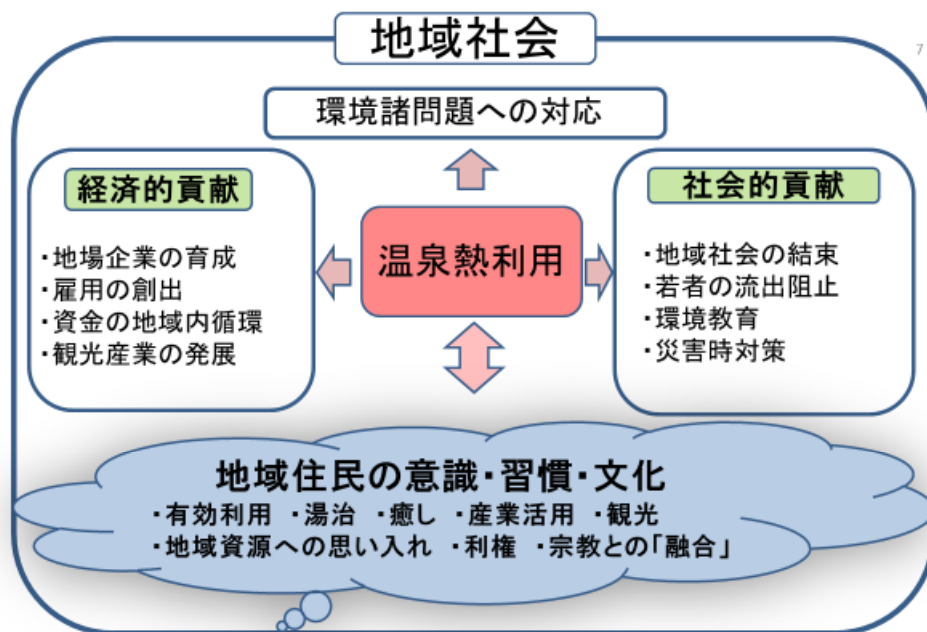 地域社会
7
環境諸問題への対応
経済的貢献
・地場企業の育成
・雇用の創出
・資金の地域内循環
・観光産業の発展
温泉熱利用
社会的貢献
・地域社会の結束
・若者の流出阻止
・環境教育
・災害時対策
地域住民の意識・習慣・文化
・有効利用 ・湯治 ・癒し ・産業活用 ・観光
・地域資源への思い入れ ・利権 ・宗教との「融合」